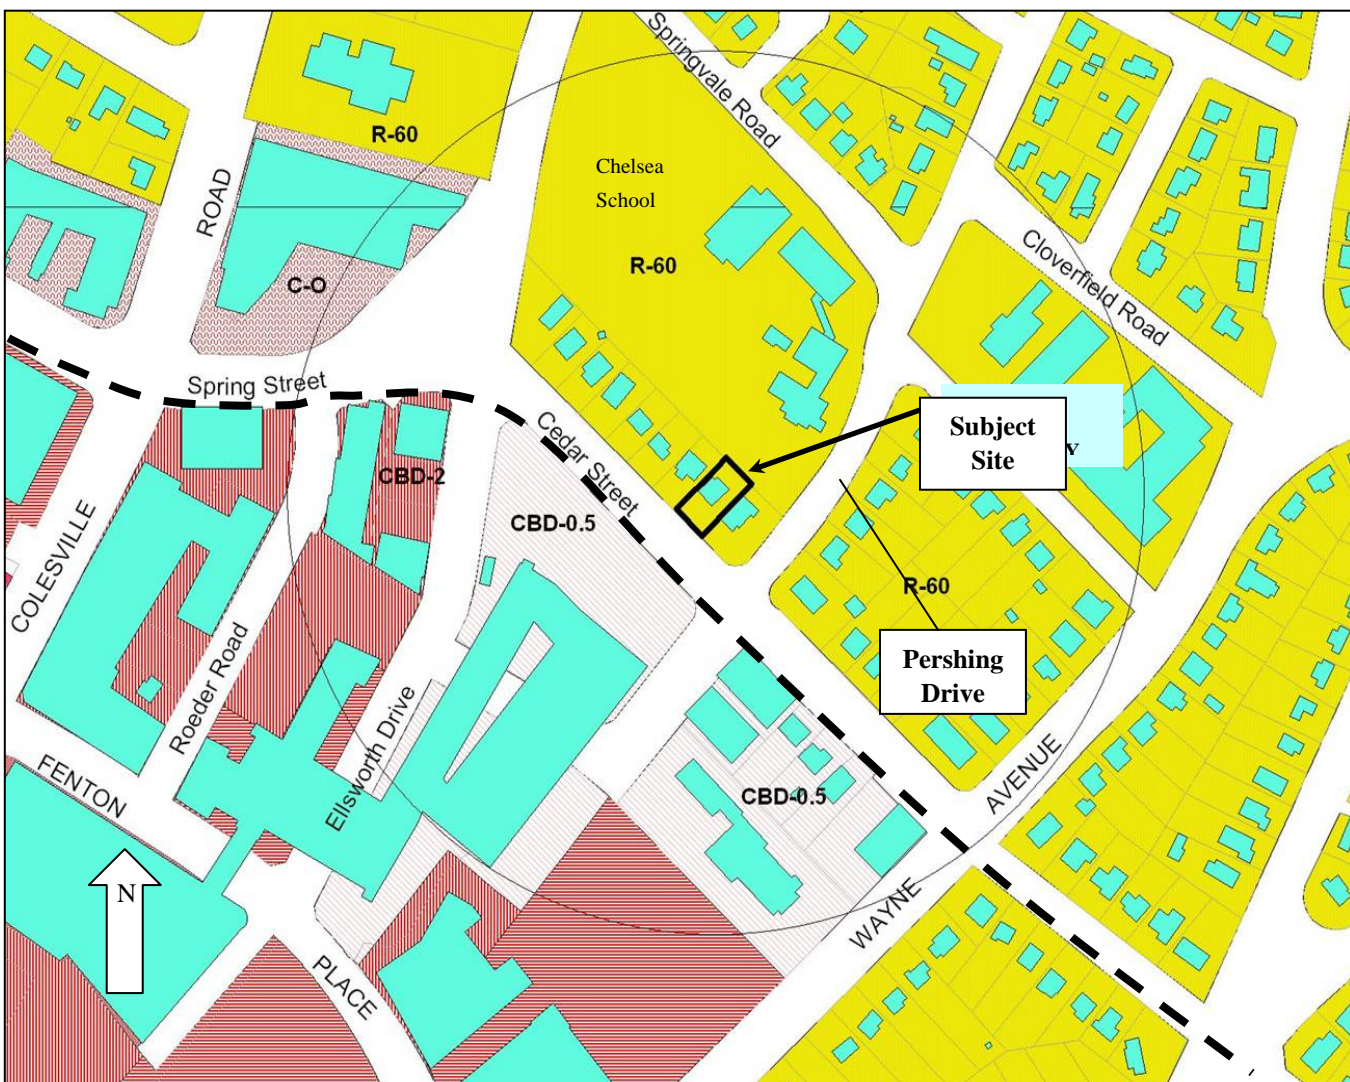 Springvale Road
R-60
Chelsea
School
ROAD
R-60
Cloverfield Road
C-O
Spring Street
Cedar Street
Subject
Site
v
CBD-2
CBD-0.5
COLESVILLE
R-60
Roeder Road
Pershing
Drive
Ellsworth Drive
FENTON
AVENUE
CBD-0.5
N
WAYNE
PLACE